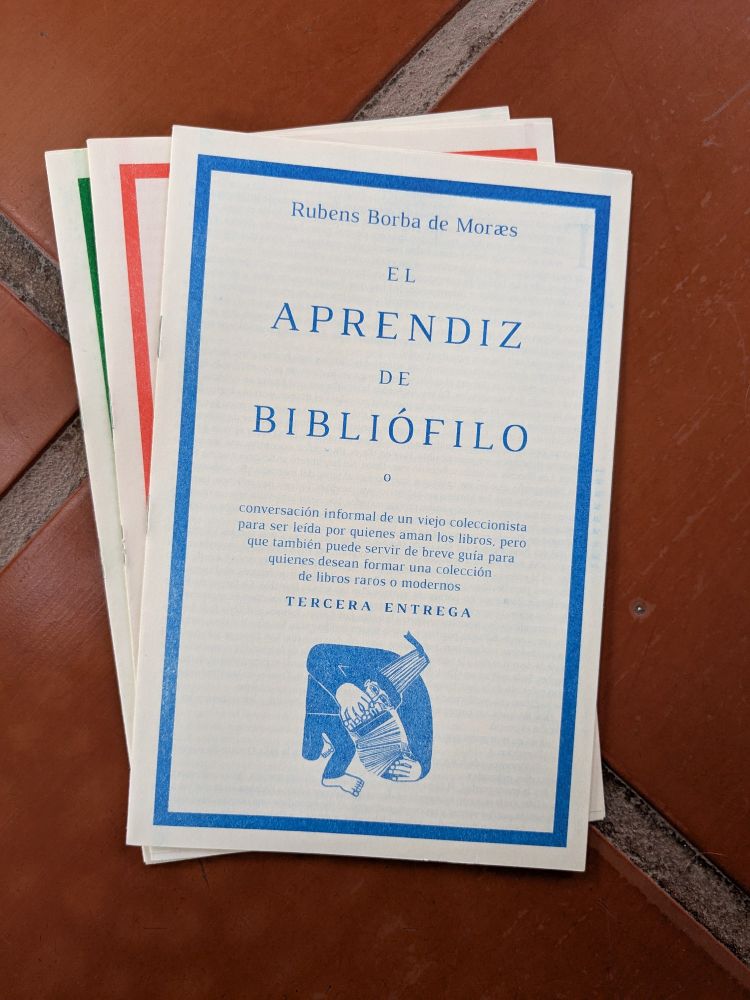 Rubens Borba de Moræs
EL
APRENDIZ
DE
BIBLIÓFILO
o
conversación informal de un viejo coleccionista
para ser leída por quienes aman los libros, pero
que también puede servir de breve guía para
quienes desean formar una colección
de libros raros o modernos
TERCERA ENTREGA